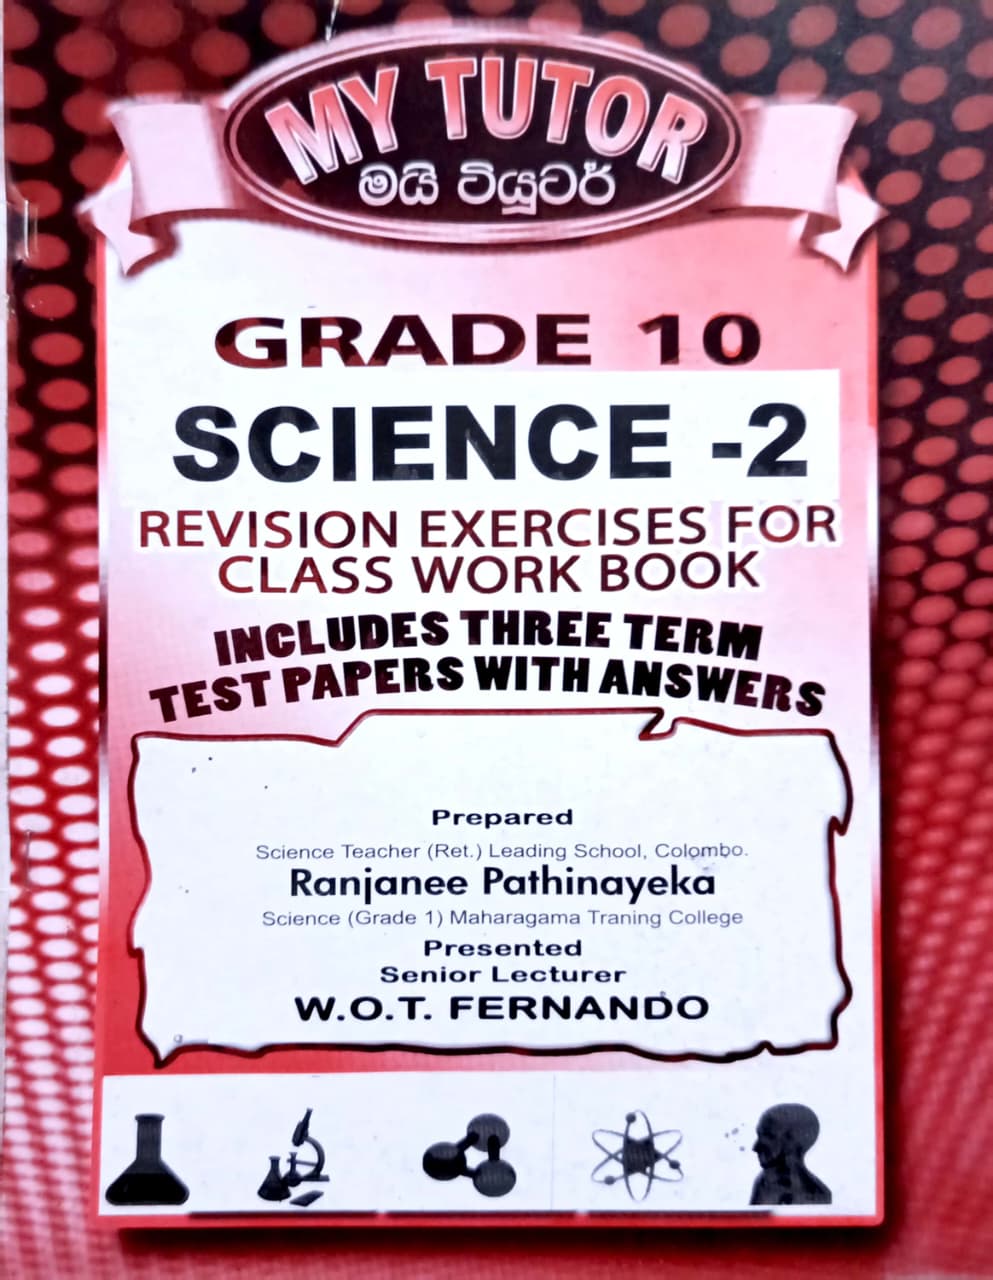 MY TUTOR
මයි ටියුටර්
GRADE 10
SCIENCE -2
REVISION EXERCISES FOR
CLASS WORK BOOK
INCLUDES THREE TERM
TEST PAPERS WITH ANSWERS
Prepared
Science Teacher (Ret.) Leading School, Colombo.
Ranjanee Pathinayeka
Science (Grade 1) Maharagama Traning College
Presented
Senior Lecturer
W.O.T. FERNANDO